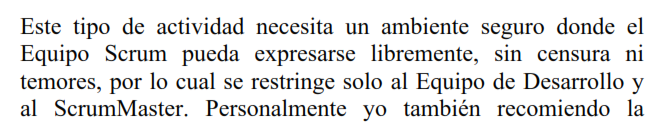 Este tipo de actividad necesita un ambiente seguro donde el
Equipo Scrum pueda expresarse libremente, sin censura ni
temores, por lo cual se restringe solo al Equipo de Desarrollo y
al ScrumMaster. Personalmente yo también recomiendo la